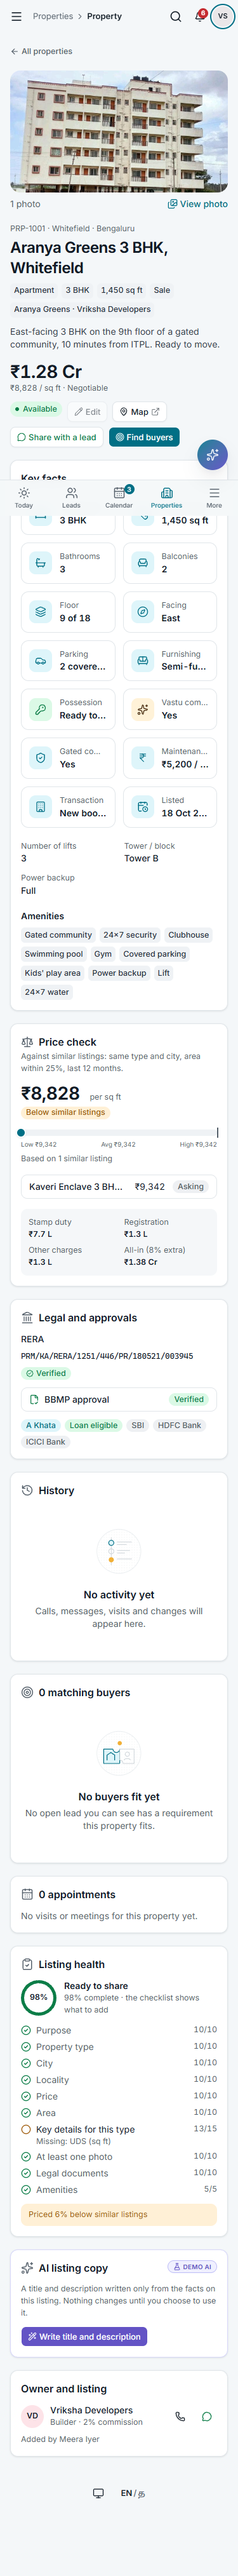 Properties > Property
6
VS
← All properties
1 photo
View photo
PRP-1001 · Whitefield · Bengaluru
Aranya Greens 3 BHK,
Whitefield
Apartment 3 BHK 1,450 sq ft Sale
Aranya Greens · Vriksha Developers
East-facing 3 BHK on the 9th floor of a gated
community, 10 minutes from ITPL. Ready to move.
₹1.28 Cr
₹8,828 / sq ft · Negotiable
Available Edit Map
Share with a lead Find buyers
Key facts
3
Today Leads Calendar Properties More
3 BHK 1,450 sq ft
Bathrooms Balconies
3 2
Floor Facing
9 of 18 East
Parking Furnishing
2 covere... Semi-fu...
Possession Vastu com...
Ready to... Yes
Gated co... Maintenan...
Yes ₹5,200 / ...
Transaction Listed
New boo... 18 Oct 2...
Number of lifts Tower / block
3 Tower B
Power backup
Full
Amenities
Gated community 24×7 security Clubhouse
Swimming pool Gym Covered parking
Kids' play area Power backup Lift
24×7 water
Price check
Against similar listings: same type and city, area
within 25%, last 12 months.
₹8,828 per sq ft
Below similar listings
Low ₹9,342 Avg ₹9,342 High ₹9,342
Based on 1 similar listing
Kaveri Enclave 3 BH... ₹9,342 Asking
Stamp duty Registration
₹7.7 L ₹1.3 L
Other charges All-in (8% extra)
₹1.3 L ₹1.38 Cr
Legal and approvals
RERA
PRM/KA/RERA/1251/446/PR/180521/003945
Verified
BBMP approval Verified
A Khata Loan eligible SBI HDFC Bank
ICICI Bank
History
No activity yet
Calls, messages, visits and changes will
appear here.
0 matching buyers
No buyers fit yet
No open lead you can see has a requirement
this property fits.
0 appointments
No visits or meetings for this property yet.
Listing health
98%
Ready to share
98% complete · the checklist shows
what to add
Purpose 10/10
Property type 10/10
City 10/10
Locality 10/10
Price 10/10
Area 10/10
Key details for this type 13/15
Missing: UDS (sq ft)
At least one photo 10/10
Legal documents 10/10
Amenities 5/5
Priced 6% below similar listings
AI listing copy DEMO AI
A title and description written only from the facts on
this listing. Nothing changes until you choose to use
it.
Write title and description
Owner and listing
VD
Vriksha Developers
Builder · 2% commission
Added by Meera Iyer
EN / தி